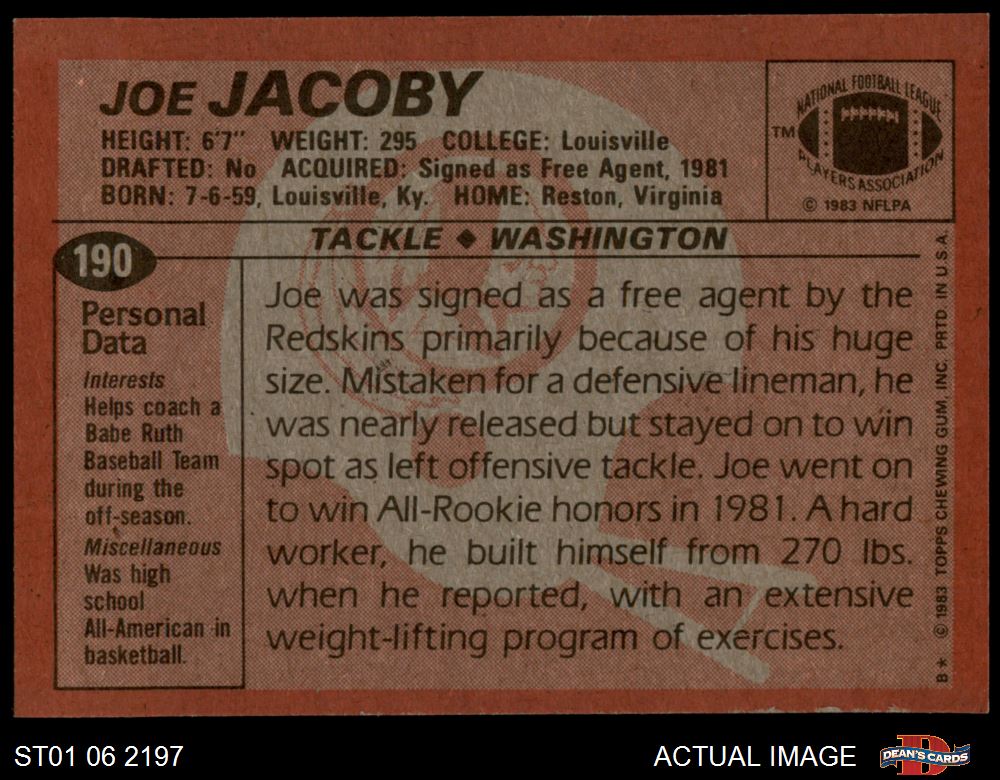 JOE JACOBY
HEIGHT: 6'7" WEIGHT: 295 COLLEGE: Louisville
DRAFTED: No ACQUIRED: Signed as Free Agent, 1981
BORN: 7-6-59, Louisville, Ky. HOME: Reston, Virginia
NATIONAL FOOTBALL LEAGUE
TM
PLAYERS ASSOCIATION
© 1983 NFLPA
TACKLE ◆ WASHINGTON
190
Personal
Data
Interests
Helps coach a
Babe Ruth
Baseball Team
during the
off-season.
Miscellaneous
Was high
school
All-American in
basketball.
Joe was signed as a free agent by the
Redskins primarily because of his huge
size. Mistaken for a defensive lineman, he
was nearly released but stayed on to win
spot as left offensive tackle. Joe went on
to win All-Rookie honors in 1981. A hard
worker, he built himself from 270 lbs.
when he reported, with an extensive
weight-lifting program of exercises.
B* © 1983 TOPPS CHEWING GUM, INC. PRTD. IN U.S.A.
ST01 06 2197
ACTUAL IMAGE
D
DEAN'S CARDS